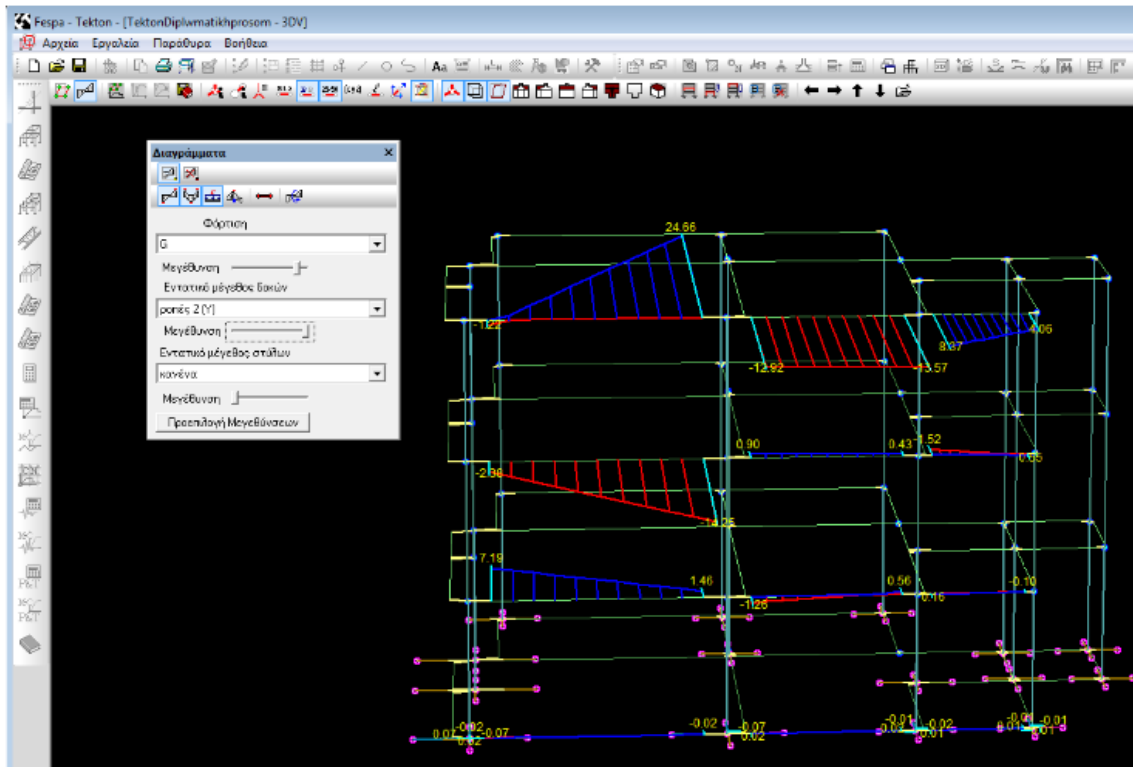 Fespa - Tekton - [TektonDiplwmatikhprosom - 3DV]
Αρχεία Εργαλεία Παράθυρα Βοήθεια
Aa
Διαγράμματα
Φόρτιση
G
Μεγέθυνση
Εντατικό μέγεθος δοκών
ροπές 2 (Y)
Μεγέθυνση
Εντατικό μέγεθος στύλων
κανένα
Μεγέθυνση
Προεπιλογή Μεγεθύνσεων
P&T
P&T
24.66
-1.22
4.06
8.37
-12.92
-13.57
0.90
0.43
-1.52
0.65
-2.38
-14.25
7.19
1.46
0.56
-0.10
-1.26
0.16
-0.02
0.07
-0.07
0.02
-0.02
-0.07
0.02
-0.01
-0.02
0.01
-0.01
-0.01
0.01